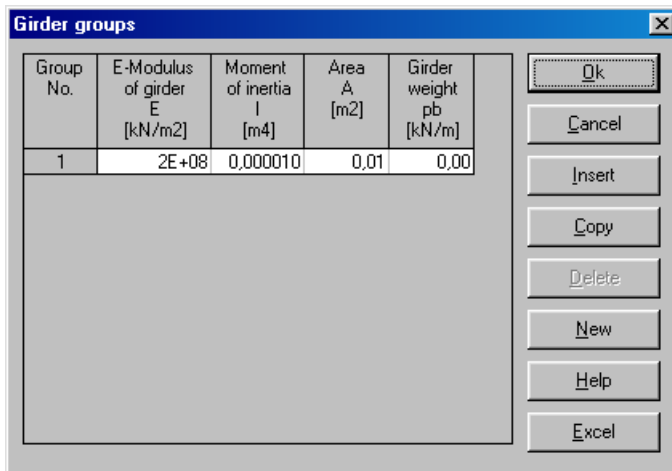 Girder groups
Group No.
E-Modulus of girder E [kN/m2]
Moment of inertia I [m4]
Area A [m2]
Girder weight pb [kN/m]
1 2E+08 0,000010 0,01 0,00
Ok
Cancel
Insert
Copy
Delete
New
Help
Excel